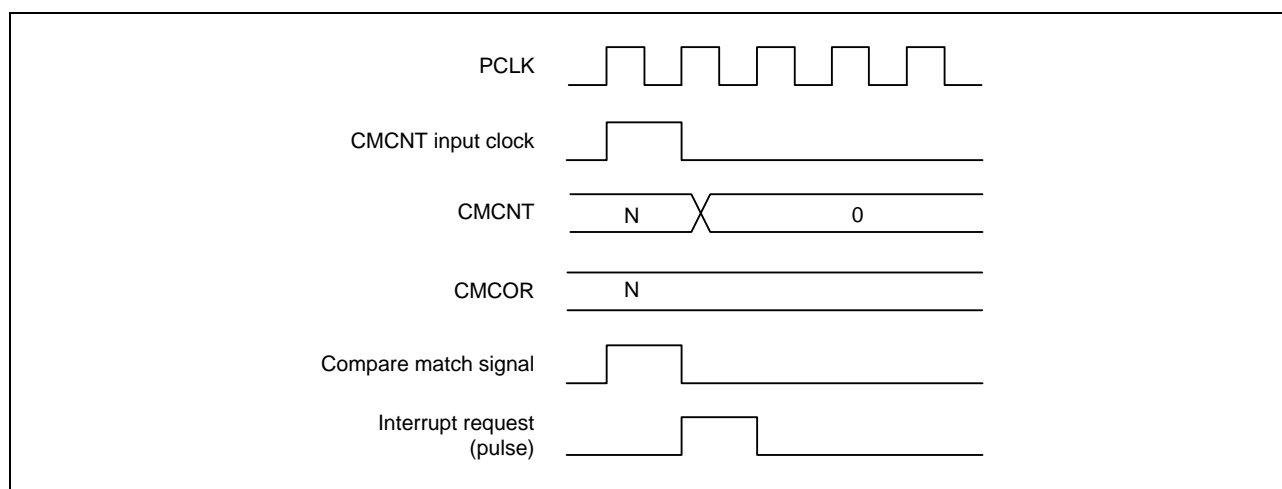 PCLK
CMCNT input clock
CMCNT
N
0
CMCOR
N
Compare match signal
Interrupt request
(pulse)